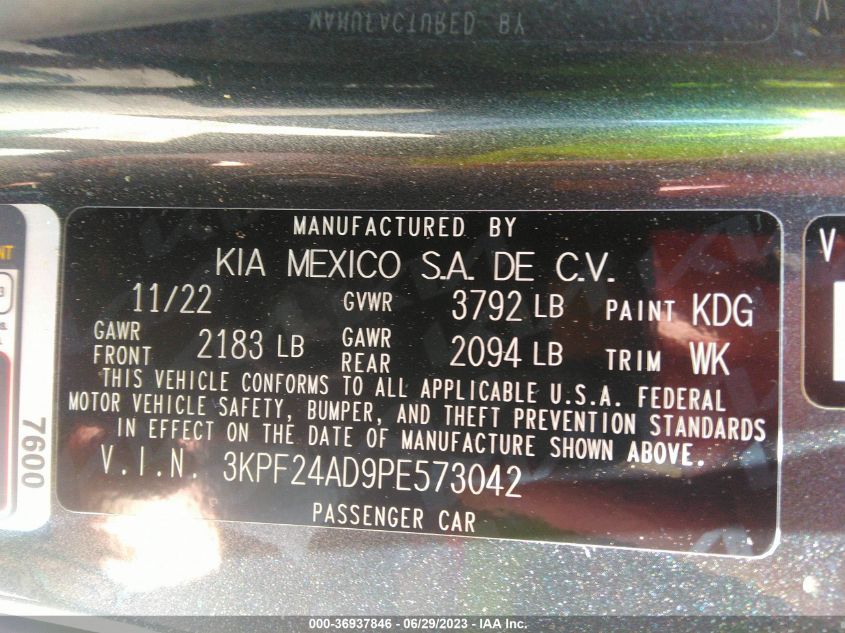 MANUFACTURED BY
MANUFACTURED BY
KIA MEXICO S.A. DE C.V.
11/22 GVWR 3792 LB PAINT KDG
GAWR FRONT 2183 LB GAWR REAR 2094 LB TRIM WK
THIS VEHICLE CONFORMS TO ALL APPLICABLE U.S.A. FEDERAL
MOTOR VEHICLE SAFETY, BUMPER, AND THEFT PREVENTION STANDARDS
IN EFFECT ON THE DATE OF MANUFACTURE SHOWN ABOVE.
V.I.N. 3KPF24AD9PE573042
PASSENGER CAR
7600
V
000-36937846 - 06/29/2023 - IAA Inc.